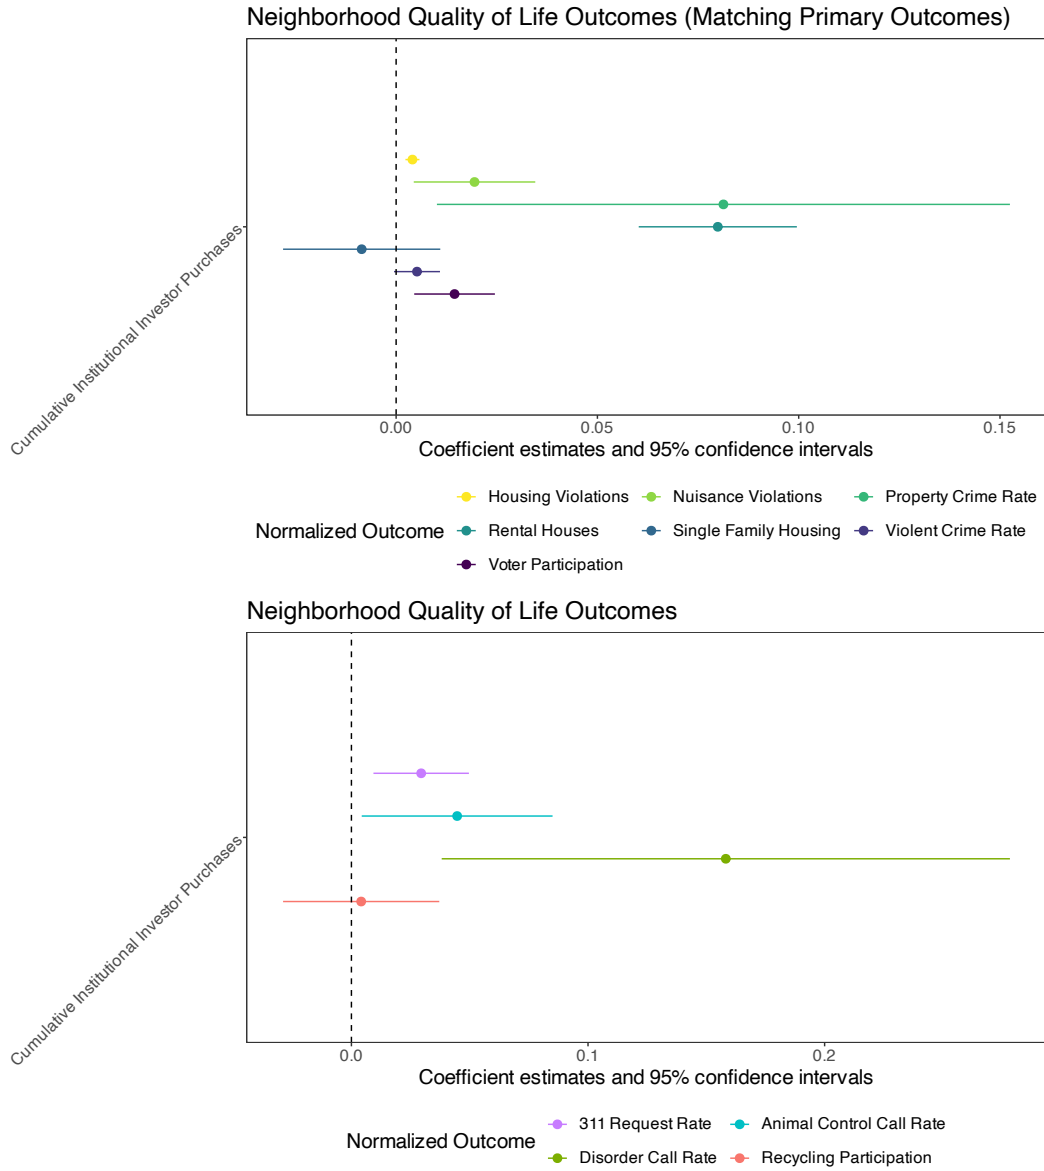 Neighborhood Quality of Life Outcomes (Matching Primary Outcomes)
Cumulative Institutional Investor Purchases
0.00 0.05 0.10 0.15
Coefficient estimates and 95% confidence intervals
Normalized Outcome
Housing Violations Nuisance Violations Property Crime Rate
Rental Houses Single Family Housing Violent Crime Rate
Voter Participation
Neighborhood Quality of Life Outcomes
Cumulative Institutional Investor Purchases
0.0 0.1 0.2
Coefficient estimates and 95% confidence intervals
Normalized Outcome
311 Request Rate Animal Control Call Rate
Disorder Call Rate Recycling Participation